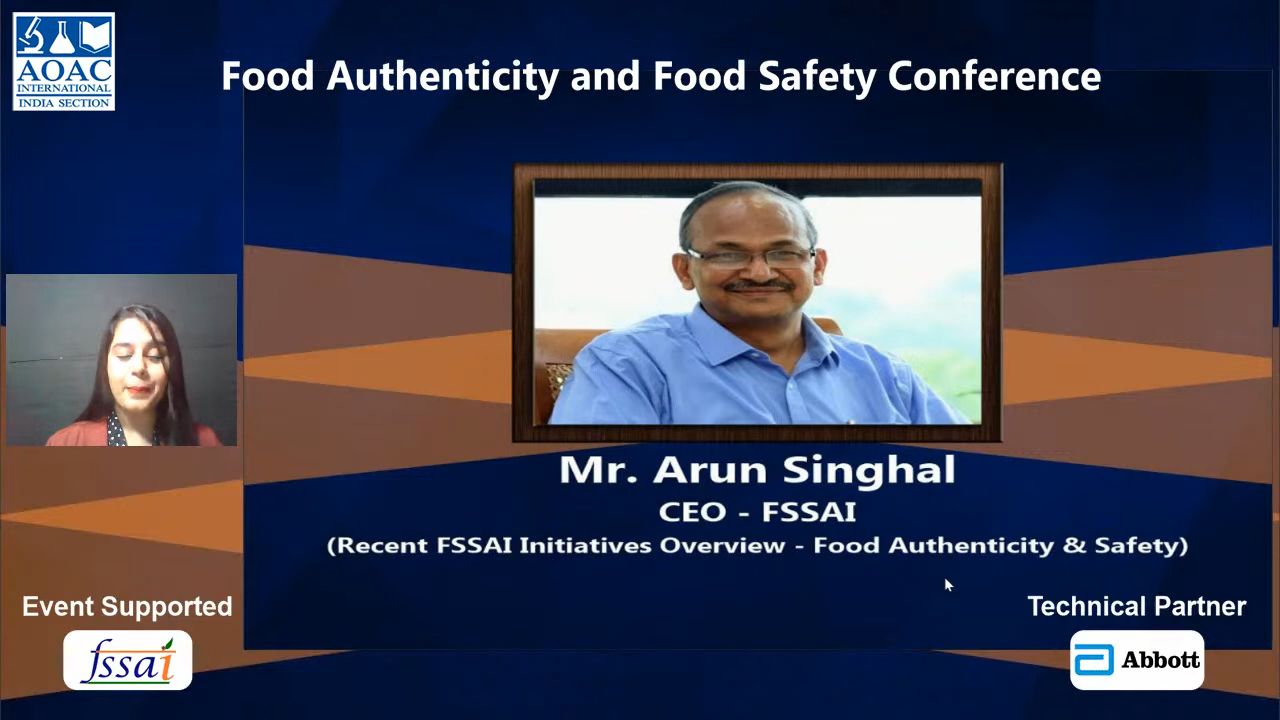 AOAC
INTERNATIONAL
INDIA SECTION
Food Authenticity and Food Safety Conference
Mr. Arun Singhal
CEO - FSSAI
(Recent FSSAI Initiatives Overview - Food Authenticity & Safety)
Event Supported
fssai
Technical Partner
Abbott